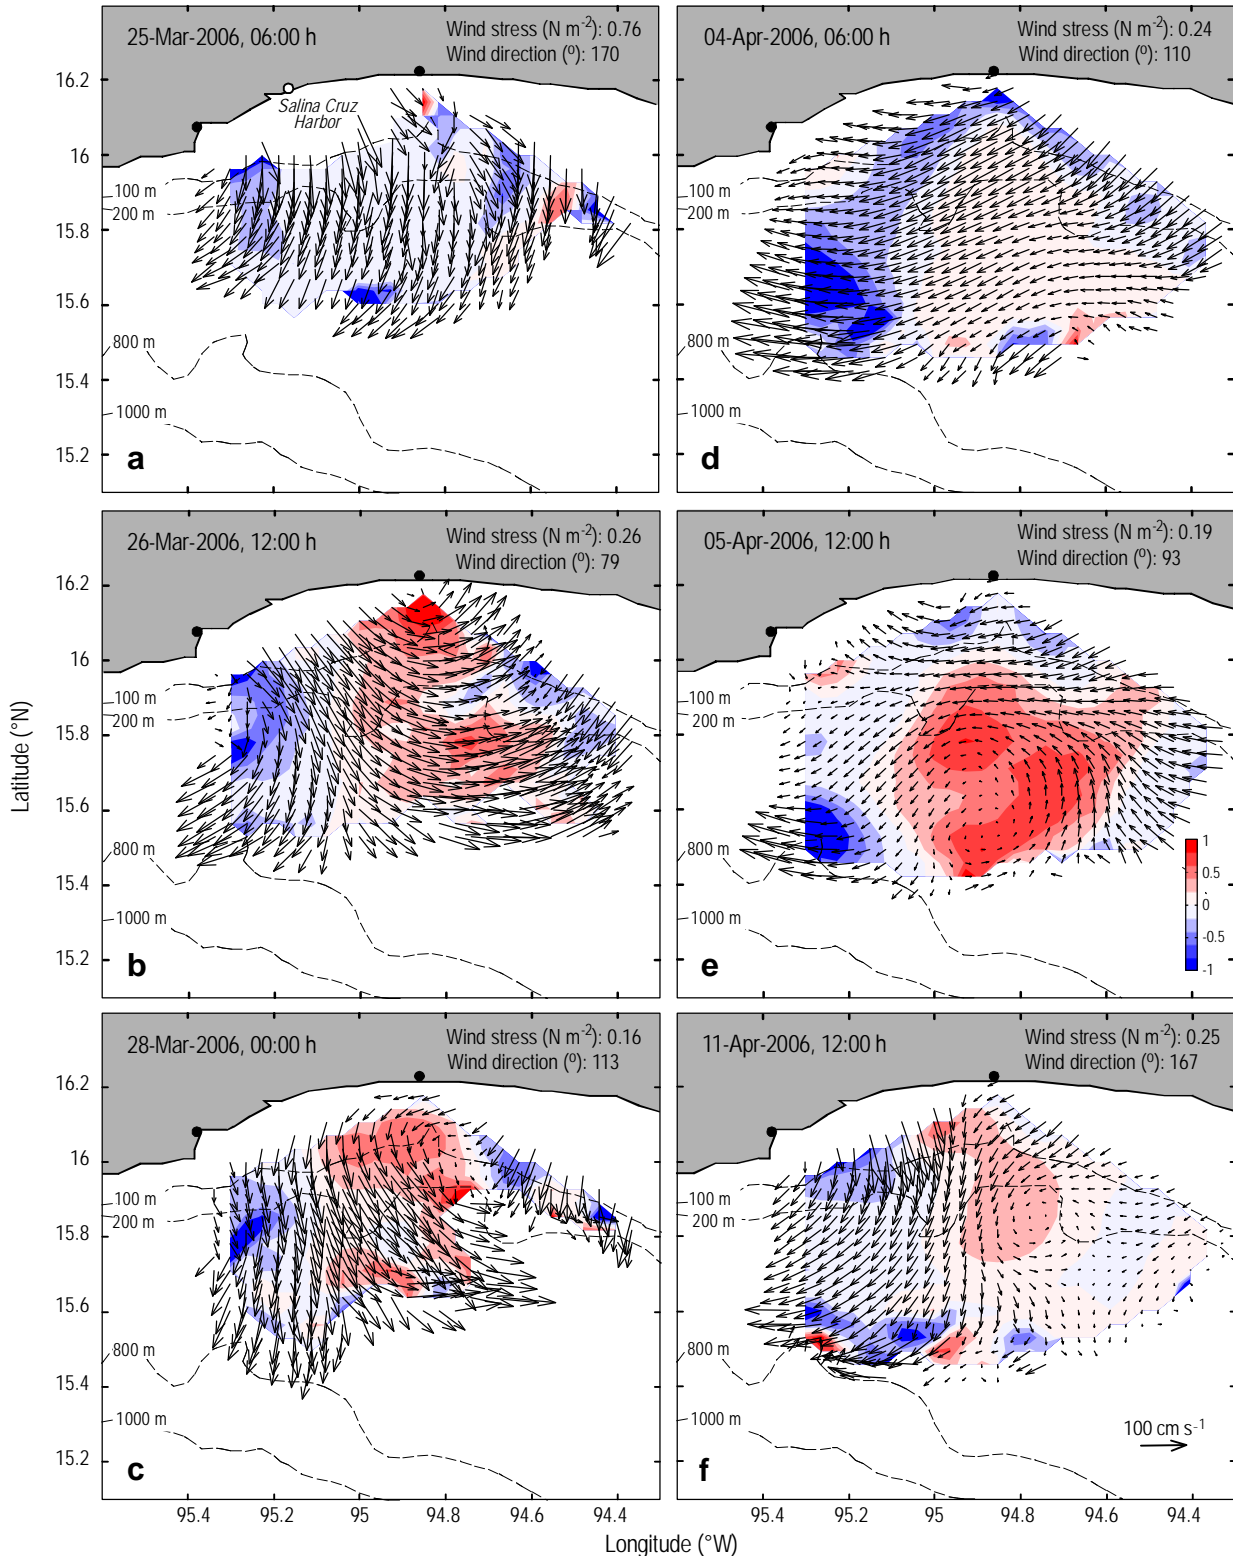 25-Mar-2006, 06:00 h
Wind stress (N m-2): 0.76
Wind direction (º): 170
Salina Cruz
Harbor
16.2
16
15.8
15.6
15.4
15.2
100 m
200 m
800 m
1000 m
a
04-Apr-2006, 06:00 h
Wind stress (N m-2): 0.24
Wind direction (º): 110
100 m
200 m
800 m
1000 m
d
26-Mar-2006, 12:00 h
Wind stress (N m-2): 0.26
Wind direction (º): 79
16.2
16
15.8
15.6
15.4
15.2
Latitude (°N)
100 m
200 m
800 m
1000 m
b
05-Apr-2006, 12:00 h
Wind stress (N m-2): 0.19
Wind direction (º): 93
100 m
200 m
800 m
1000 m
1
0.5
0
-0.5
-1
e
28-Mar-2006, 00:00 h
Wind stress (N m-2): 0.16
Wind direction (º): 113
16.2
16
15.8
15.6
15.4
15.2
100 m
200 m
800 m
1000 m
c
95.4
95.2
95
94.8
94.6
94.4
11-Apr-2006, 12:00 h
Wind stress (N m-2): 0.25
Wind direction (º): 167
100 m
200 m
800 m
1000 m
100 cm s-1
f
95.4
95.2
95
94.8
94.6
94.4
Longitude (°W)